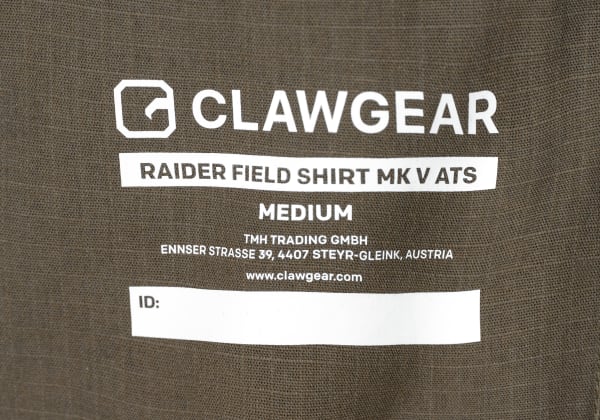 CLAWGEAR
RAIDER FIELD SHIRT MK V ATS
MEDIUM
TMH TRADING GMBH
ENNSER STRASSE 39, 4407 STEYR-GLEINK, AUSTRIA
www.clawgear.com
ID: